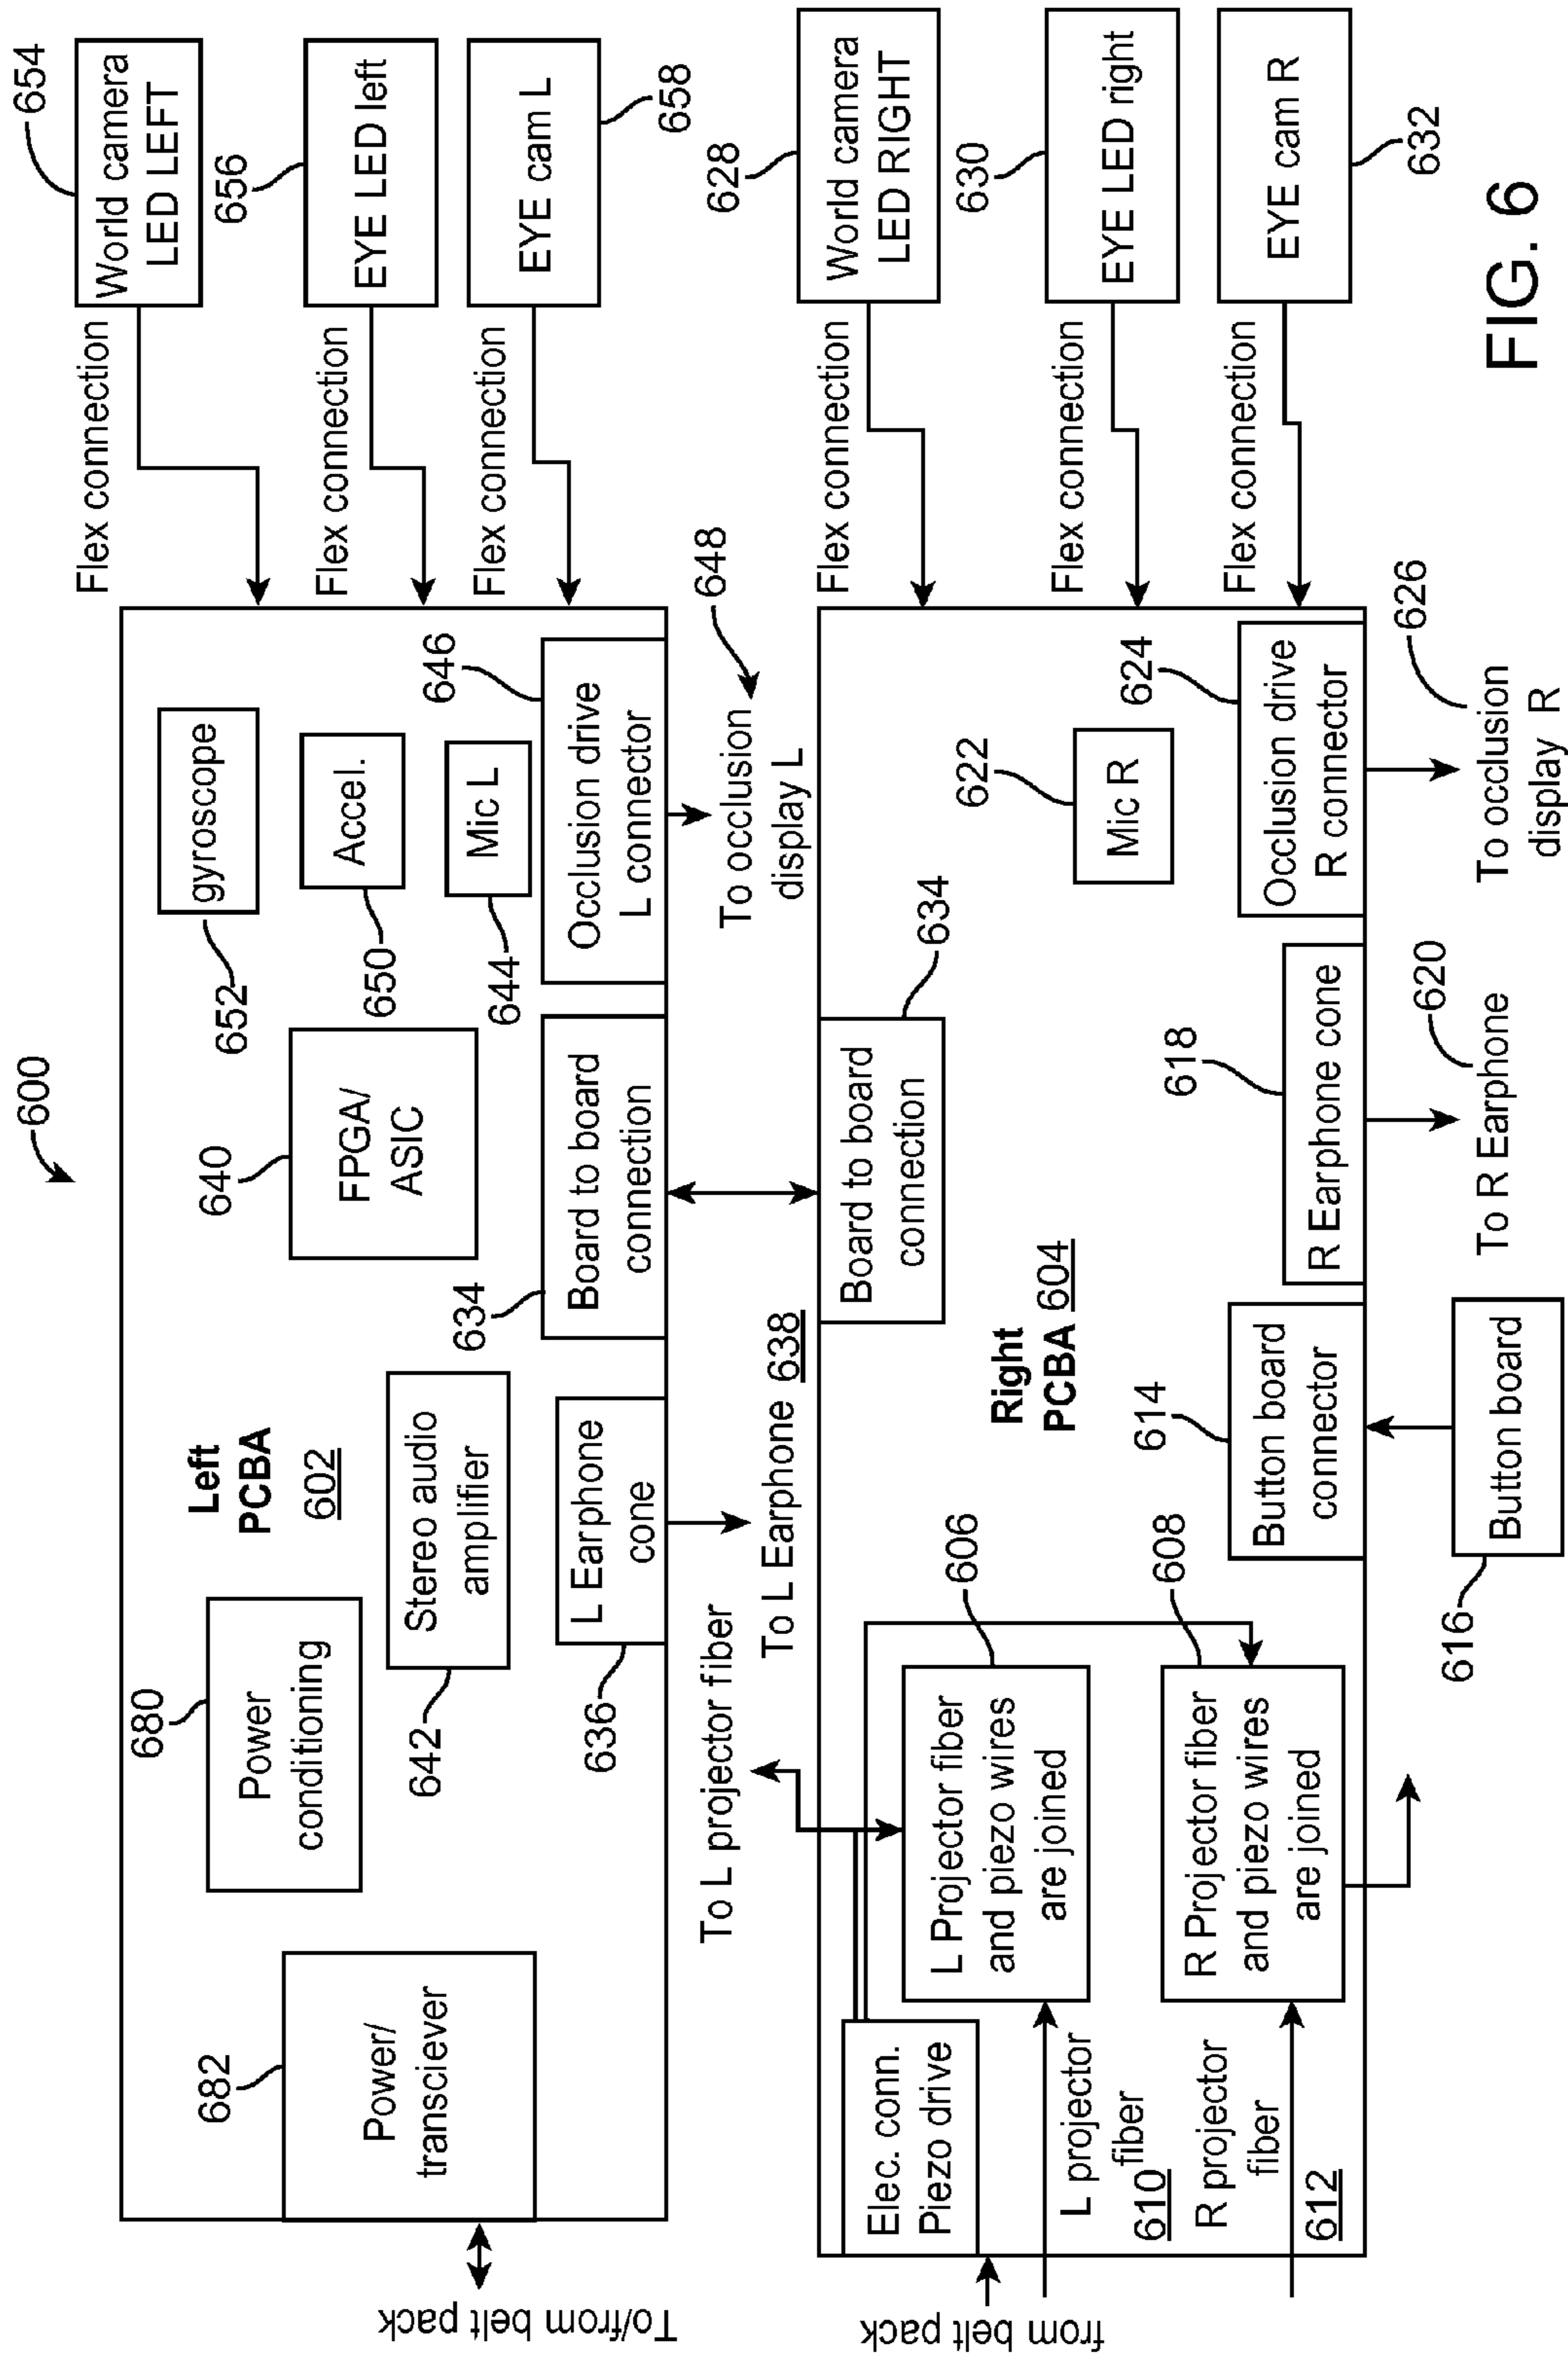 600
Left
PCBA
602
682
Power/
transciever
To/from belt pack
680
Power
conditioning
642
Stereo audio
amplifier
636
L Earphone
cone
640
FPGA/
ASIC
634
Board to board
connection
652
gyroscope
650
Accel.
644
Mic L
646
Occlusion drive
L connector
648
To occlusion
display L
Flex connection
World camera
LED LEFT
654
Flex connection
EYE LED left
656
Flex connection
EYE cam L
658
To L projector fiber
To L Earphone 638
Right
PCBA 604
from belt pack
Elec. conn.
Piezo drive
L projector
fiber
610
R projector
fiber
612
606
L Projector fiber
and piezo wires
are joined
608
R Projector fiber
and piezo wires
are joined
614
Button board
connector
616
Button board
634
Board to board
connection
618
R Earphone cone
620
To R Earphone
622
Mic R
624
Occlusion drive
R connector
626
To occlusion
display R
Flex connection
World camera
LED RIGHT
628
Flex connection
EYE LED right
630
Flex connection
EYE cam R
632
FIG. 6